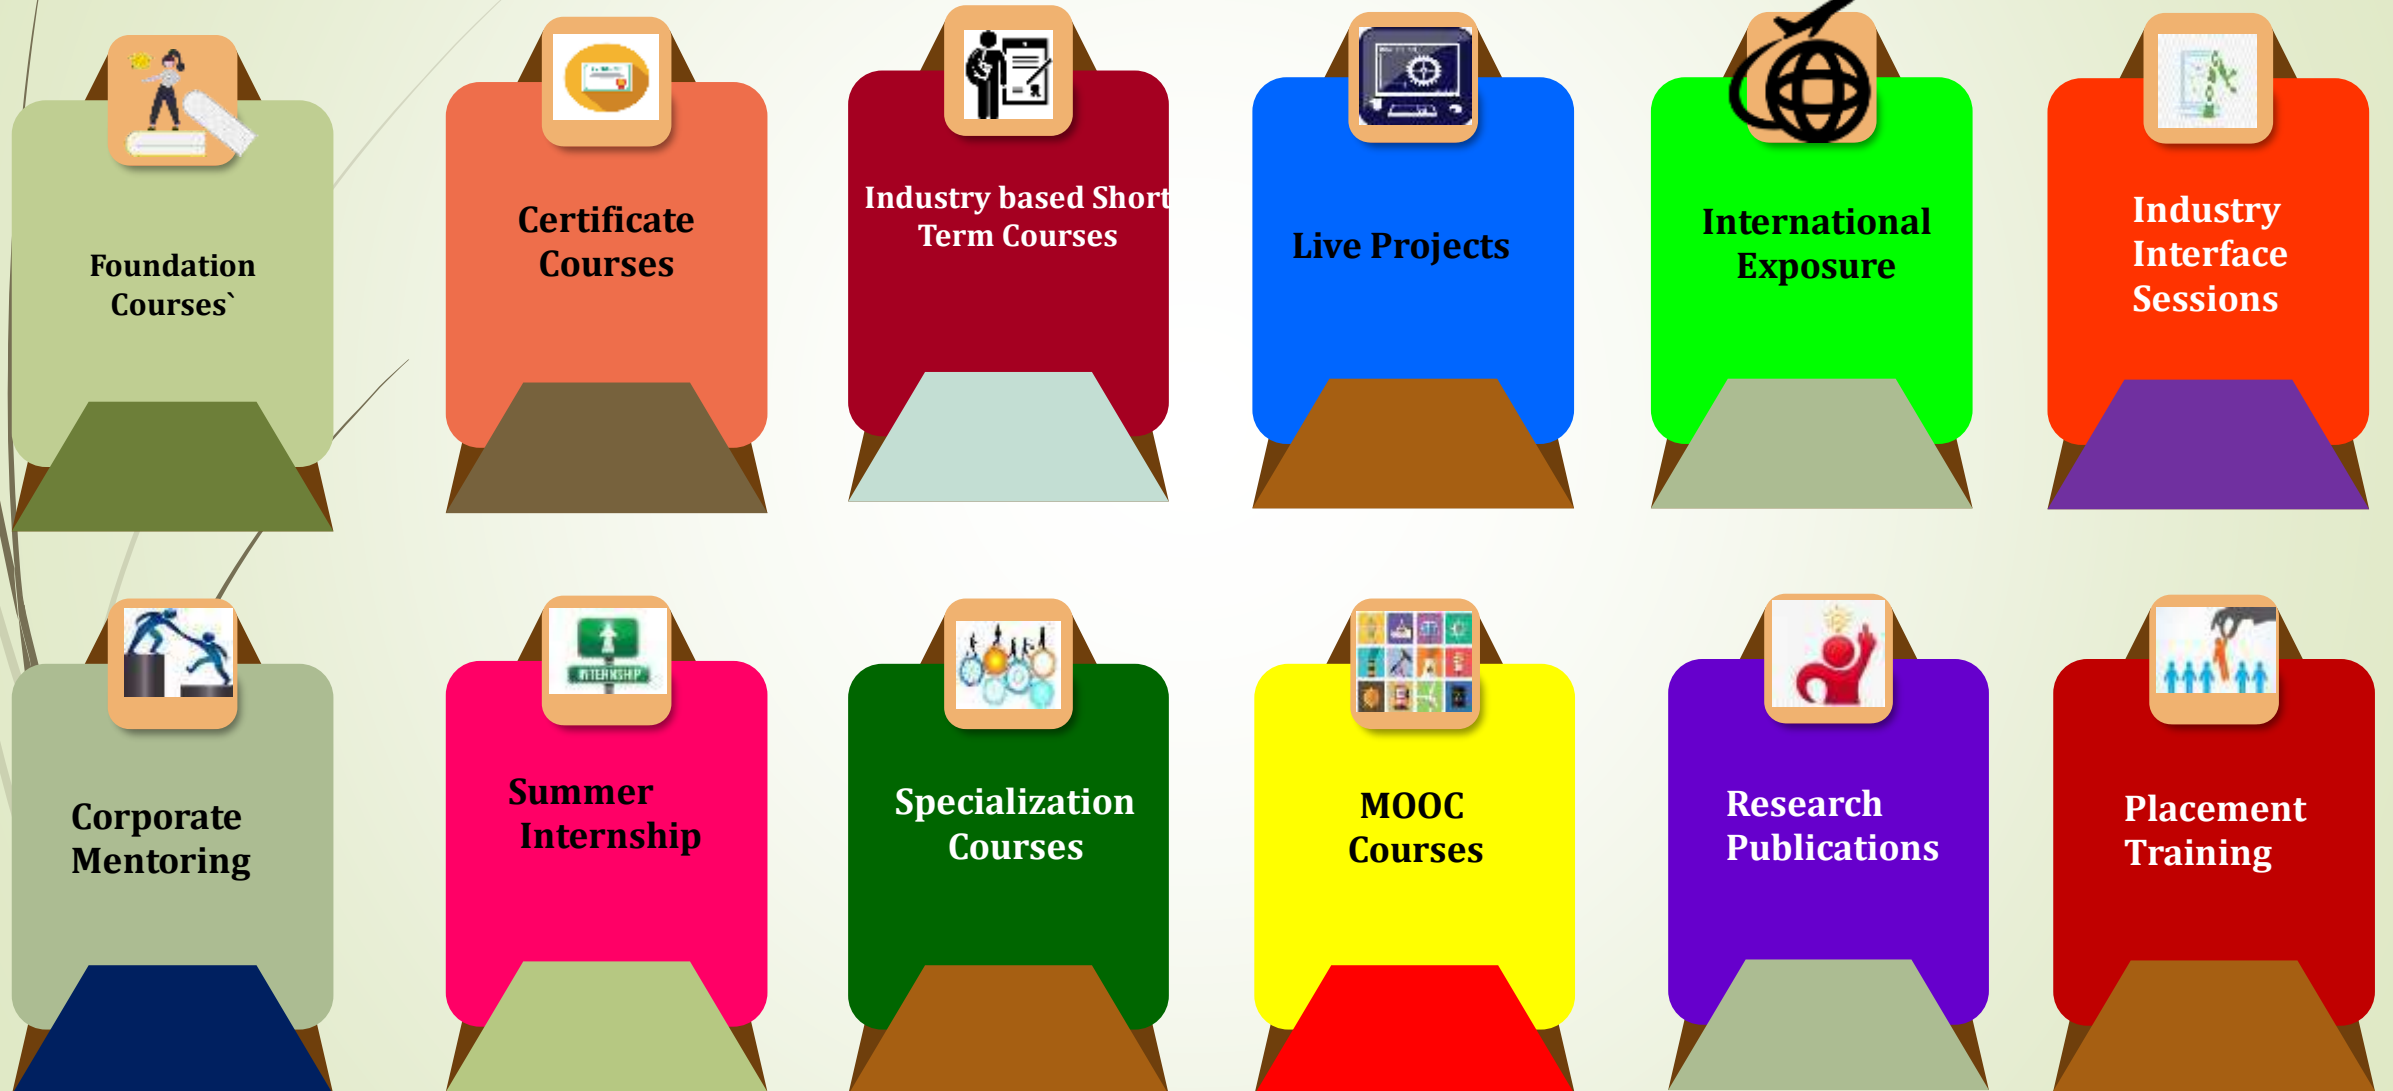 Foundation
Courses`
Certificate
Courses
Industry based Short
Term Courses
Live Projects
International
Exposure
Industry
Interface
Sessions
Corporate
Mentoring
INTERNSHIP
Summer
Internship
Specialization
Courses
MOOC
Courses
Research
Publications
Placement
Training